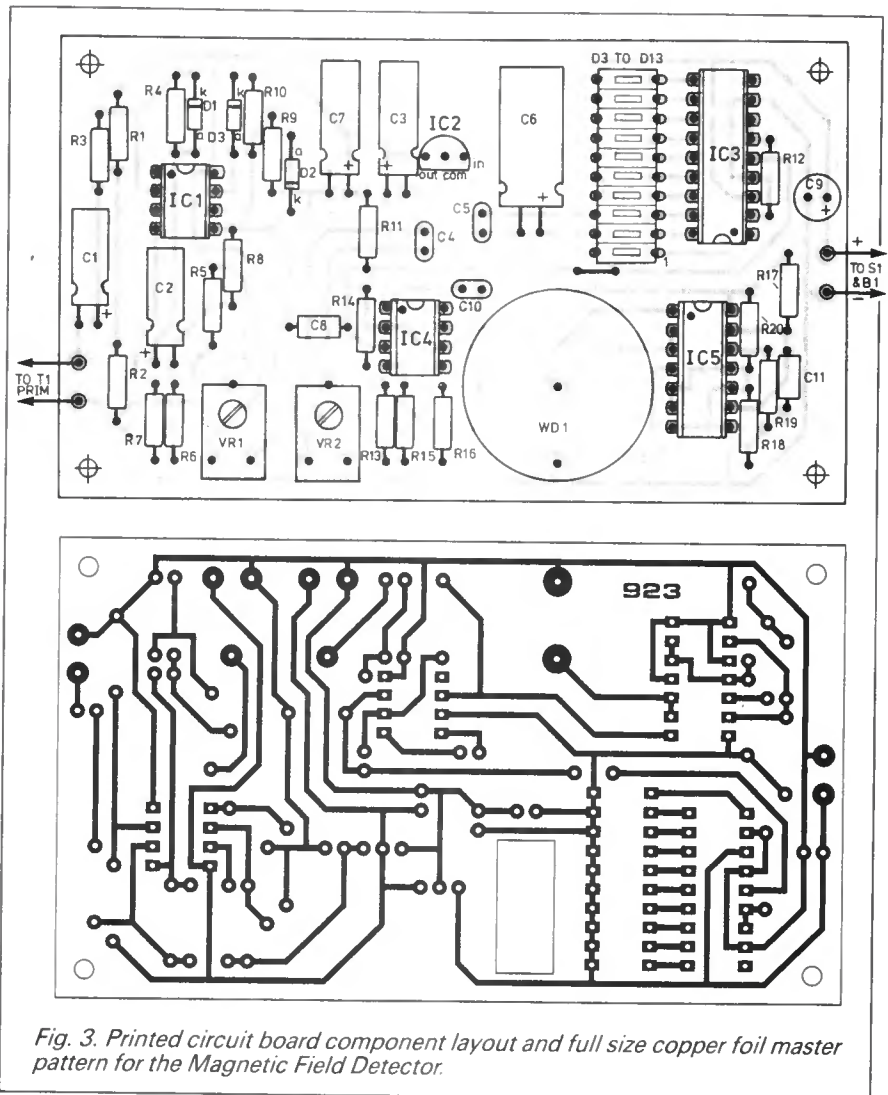 D3 TO D13
R4
k
D1
a
k
D3
a
R10
R9
R3
R1
a
D2
k
C7
+
C3
+
IC2
out com in
C6
+
IC3
R12
C9
+
IC1
C1
+
C2
+
R5
R8
R11
C4
C5
1
+
TO S1
&B1
−
R17
C8
R14
C10
IC4
IC5
R20
TO T1
PRIM
R2
WD1
C11
R7
R6
VR1
VR2
R13
R15
R16
R19
R18
923
Fig. 3. Printed circuit board component layout and full size copper foil master
pattern for the Magnetic Field Detector.